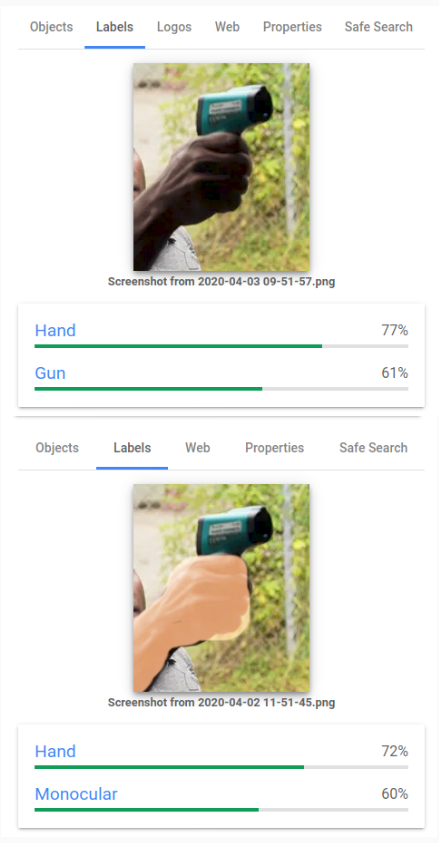 Objects Labels Logos Web Properties Safe Search
Screenshot from 2020-04-03 09-51-57.png
Hand 77%
Gun 61%
Objects Labels Web Properties Safe Search
Screenshot from 2020-04-02 11-51-45.png
Hand 72%
Monocular 60%